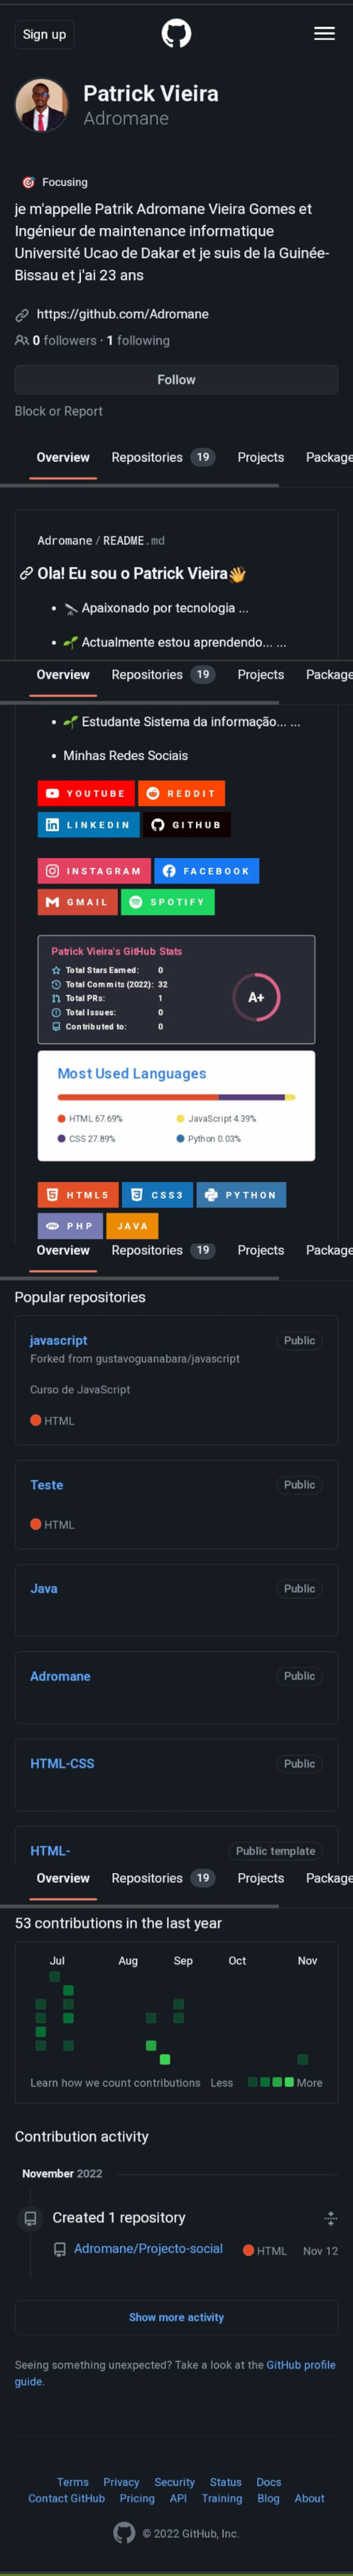 Sign up
Patrick Vieira
Adromane
🎯 Focusing
je m'appelle Patrik Adromane Vieira Gomes et
Ingénieur de maintenance informatique
Université Ucao de Dakar et je suis de la Guinée-
Bissau et j'ai 23 ans
https://github.com/Adromane
0 followers · 1 following
Follow
Block or Report
Overview Repositories 19 Projects Package
Adromane / README.md
Ola! Eu sou o Patrick Vieira👋
• 🔭 Apaixonado por tecnologia ...
• 🌱 Actualmente estou aprendendo... ...
Overview Repositories 19 Projects Package
• 🌱 Estudante Sistema da informação... ...
• Minhas Redes Sociais
YOUTUBE REDDIT
LINKEDIN GITHUB
INSTAGRAM FACEBOOK
GMAIL SPOTIFY
Patrick Vieira's GitHub Stats
Total Stars Earned: 0
Total Commits (2022): 32
Total PRs: 1
Total Issues: 0
Contributed to: 0
A+
Most Used Languages
HTML 67.69% JavaScript 4.39%
CSS 27.89% Python 0.03%
HTML5 CSS3 PYTHON
PHP JAVA
Overview Repositories 19 Projects Package
Popular repositories
javascript Public
Forked from gustavoguanabara/javascript
Curso de JavaScript
HTML
Teste Public
HTML
Java Public
Adromane Public
HTML-CSS Public
HTML- Public template
Overview Repositories 19 Projects Package
53 contributions in the last year
Jul Aug Sep Oct Nov
Learn how we count contributions Less More
Contribution activity
November 2022
Created 1 repository
Adromane/Projecto-social HTML Nov 12
Show more activity
Seeing something unexpected? Take a look at the GitHub profile
guide.
Terms Privacy Security Status Docs
Contact GitHub Pricing API Training Blog About
© 2022 GitHub, Inc.